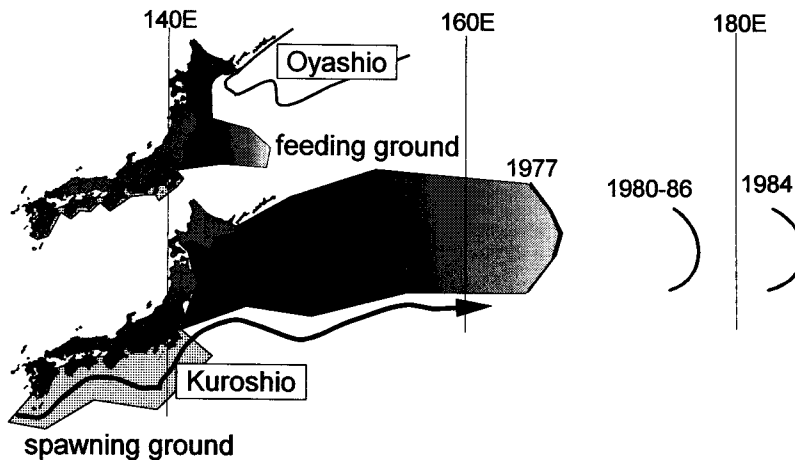 140E
160E
180E
Oyashio
feeding ground
1977
1980-86
1984
Kuroshio
spawning ground